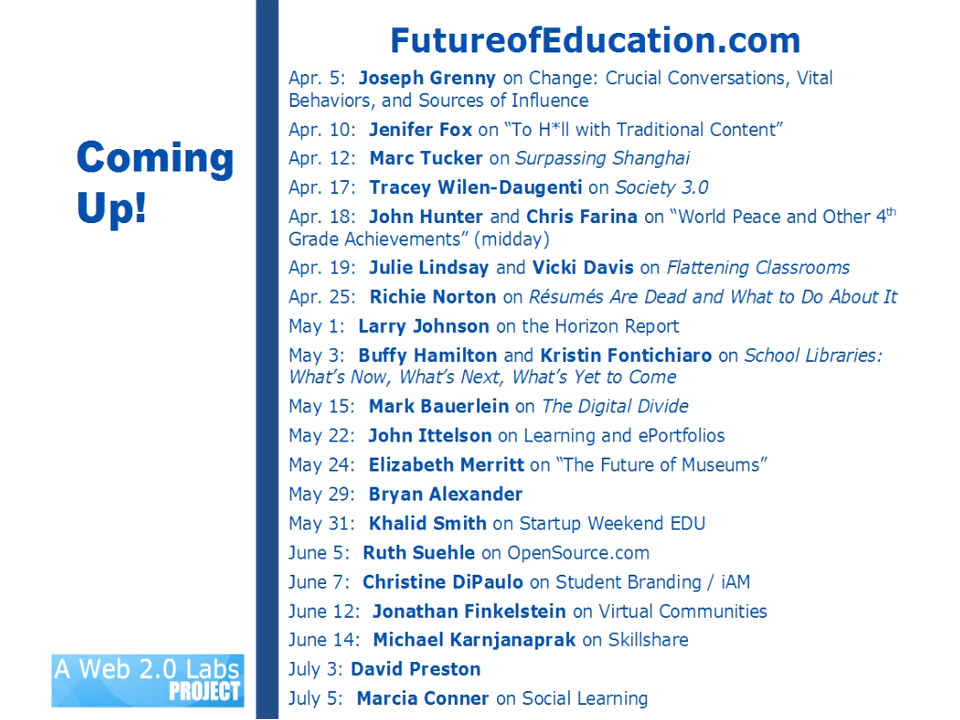 FutureofEducation.com
Coming
Up!
Apr. 5: Joseph Grenny on Change: Crucial Conversations, Vital
Behaviors, and Sources of Influence
Apr. 10: Jenifer Fox on “To H*ll with Traditional Content”
Apr. 12: Marc Tucker on Surpassing Shanghai
Apr. 17: Tracey Wilen-Daugenti on Society 3.0
Apr. 18: John Hunter and Chris Farina on “World Peace and Other 4th
Grade Achievements” (midday)
Apr. 19: Julie Lindsay and Vicki Davis on Flattening Classrooms
Apr. 25: Richie Norton on Résumés Are Dead and What to Do About It
May 1: Larry Johnson on the Horizon Report
May 3: Buffy Hamilton and Kristin Fontichiaro on School Libraries:
What’s Now, What’s Next, What’s Yet to Come
May 15: Mark Bauerlein on The Digital Divide
May 22: John Ittelson on Learning and ePortfolios
May 24: Elizabeth Merritt on “The Future of Museums”
May 29: Bryan Alexander
May 31: Khalid Smith on Startup Weekend EDU
June 5: Ruth Suehle on OpenSource.com
June 7: Christine DiPaulo on Student Branding / iAM
June 12: Jonathan Finkelstein on Virtual Communities
June 14: Michael Karnjanaprak on Skillshare
July 3: David Preston
July 5: Marcia Conner on Social Learning
A Web 2.0 Labs
PROJECT